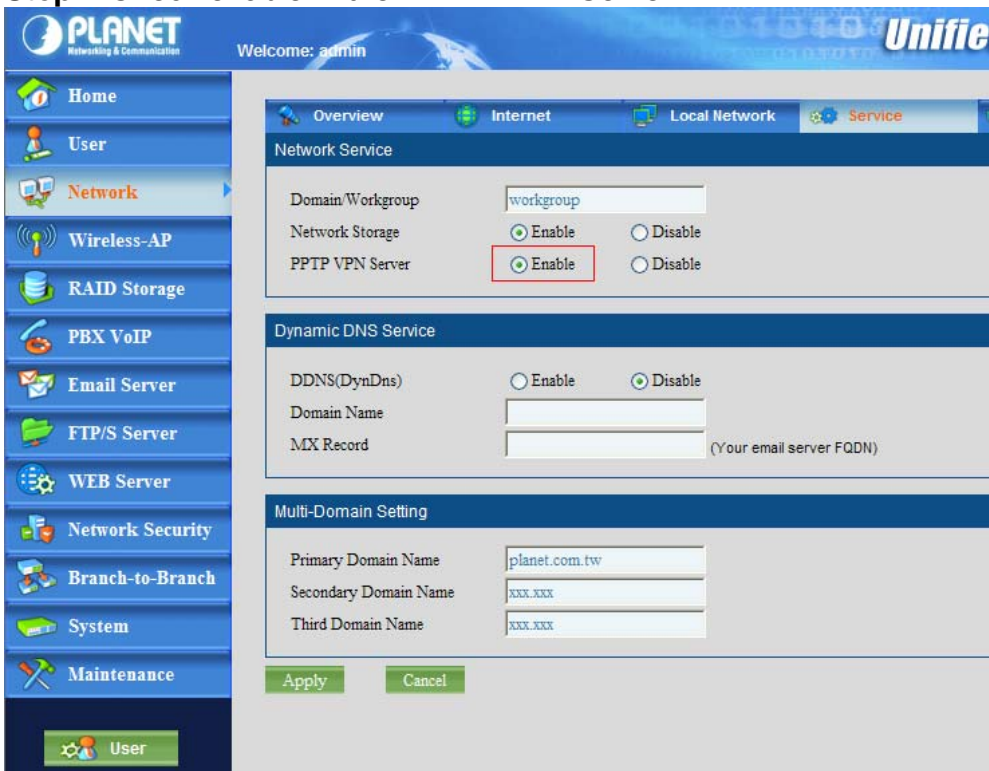 PLANET
Networking & Communication
Welcome: admin
Unifie
Home
User
Network
Wireless-AP
RAID Storage
PBX VoIP
Email Server
FTP/S Server
WEB Server
Network Security
Branch-to-Branch
System
Maintenance
User
Overview Internet Local Network Service
Network Service
Domain/Workgroup workgroup
Network Storage Enable Disable
PPTP VPN Server Enable Disable
Dynamic DNS Service
DDNS(DynDns) Enable Disable
Domain Name
MX Record (Your email server FQDN)
Multi-Domain Setting
Primary Domain Name planet.com.tw
Secondary Domain Name xxx.xxx
Third Domain Name xxx.xxx
Apply Cancel